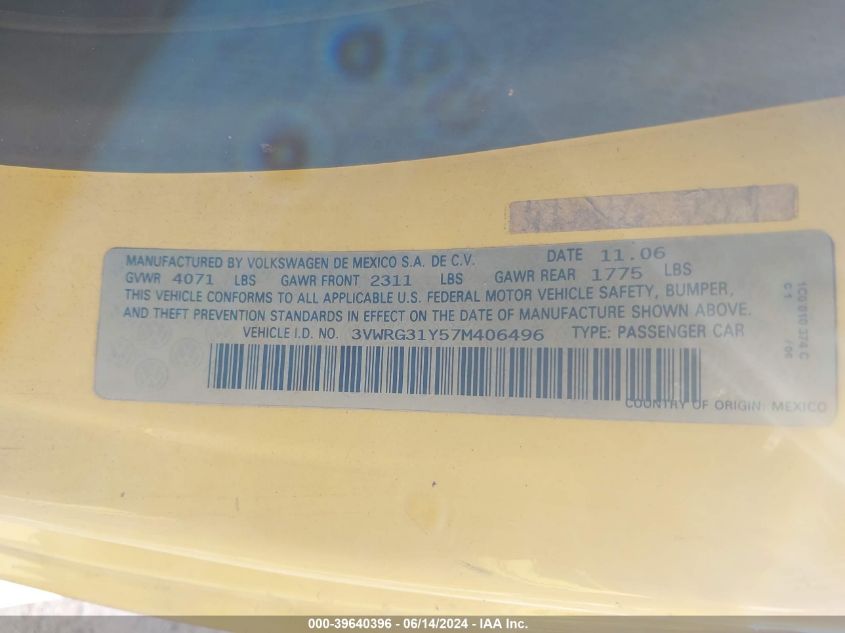 MANUFACTURED BY VOLKSWAGEN DE MEXICO S.A. DE C.V. DATE 11.06
GVWR 4071 LBS GAWR FRONT 2311 LBS GAWR REAR 1775 LBS
THIS VEHICLE CONFORMS TO ALL APPLICABLE U.S. FEDERAL MOTOR VEHICLE SAFETY, BUMPER,
AND THEFT PREVENTION STANDARDS IN EFFECT ON THE DATE OF MANUFACTURE SHOWN ABOVE.
VEHICLE I.D. NO. 3VWRG31Y57M406496 TYPE: PASSENGER CAR
COUNTRY OF ORIGIN: MEXICO
1C0 010 374 C
000-39640396 - 06/14/2024 - IAA Inc.